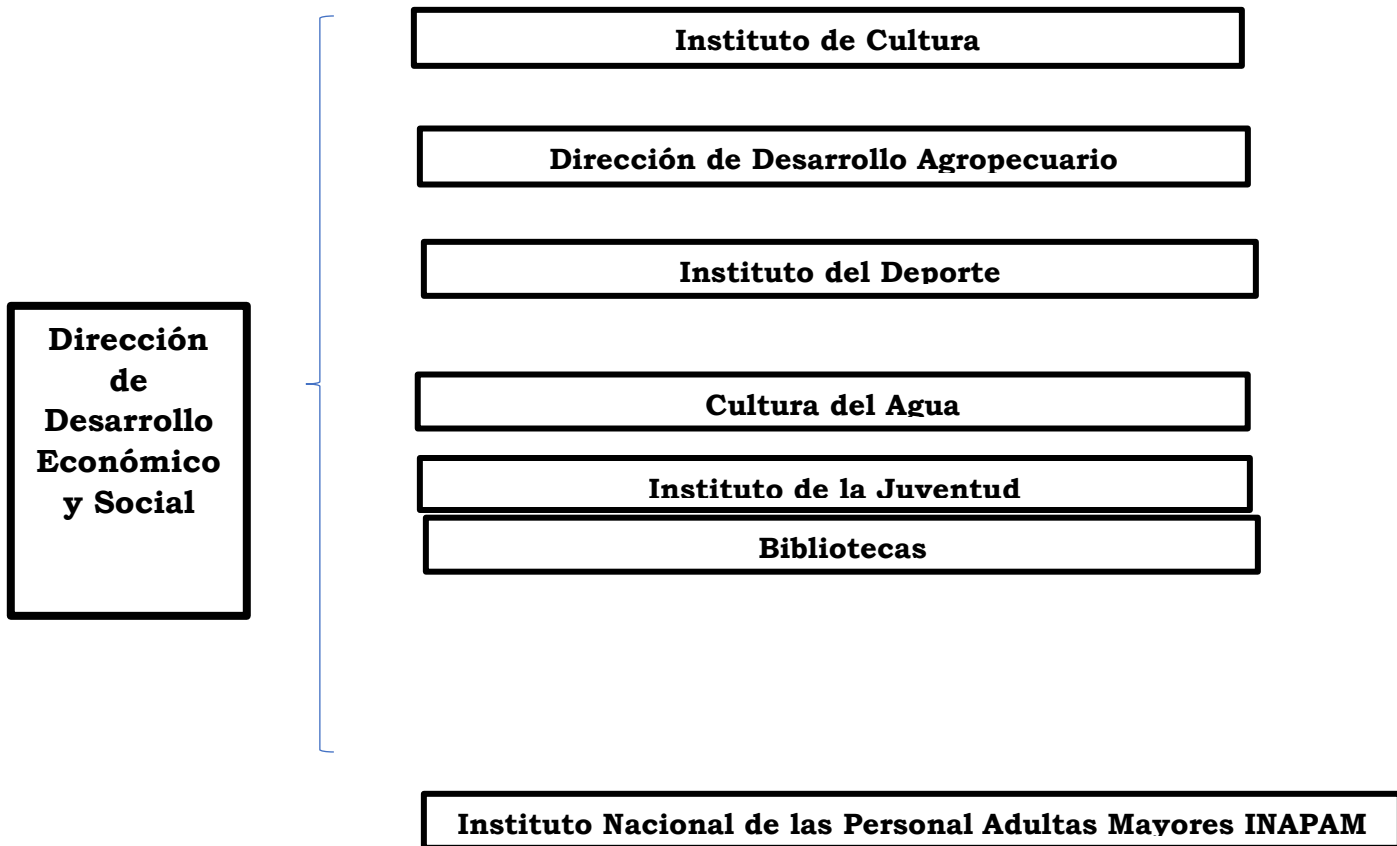 Instituto de Cultura
Dirección de Desarrollo Agropecuario
Instituto del Deporte
Dirección
de
Desarrollo
Económico
y Social
Cultura del Agua
Instituto de la Juventud
Bibliotecas
Instituto Nacional de las Personal Adultas Mayores INAPAM